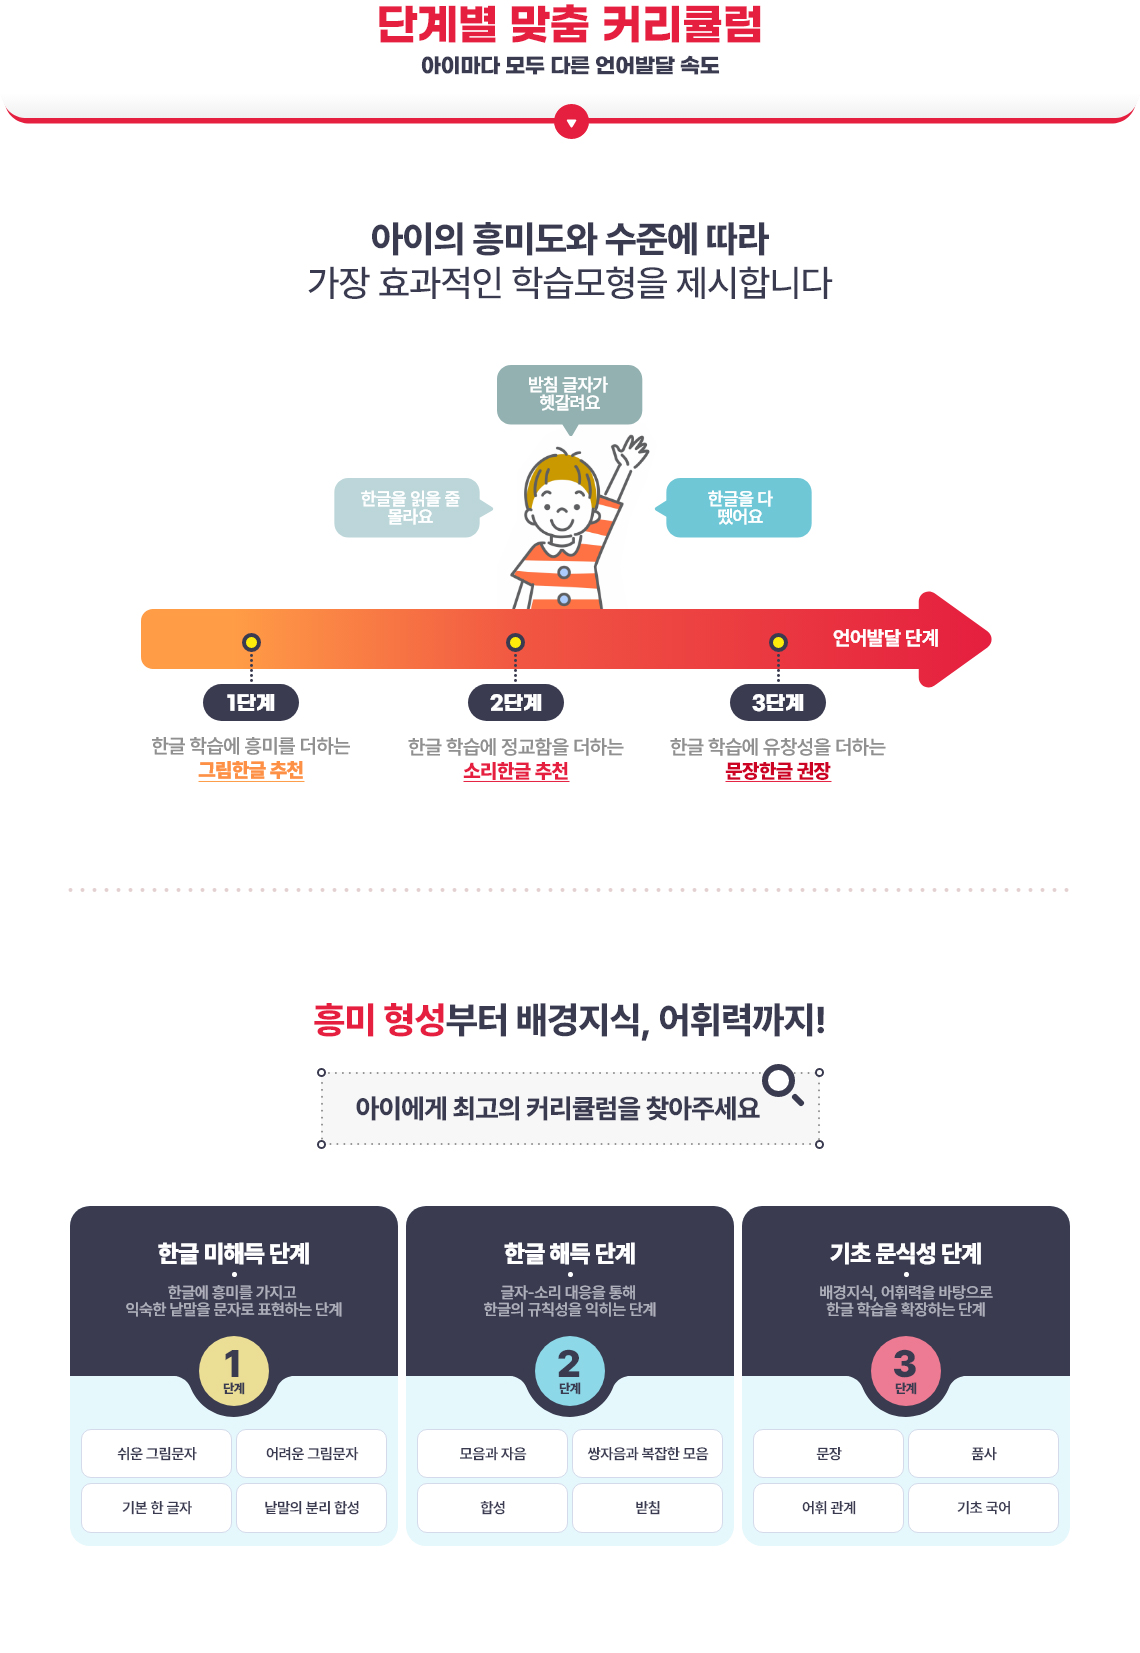 단계별 맞춤 커리큘럼
아이마다 모두 다른 언어발달 속도
아이의 흥미도와 수준에 따라
가장 효과적인 학습모형을 제시합니다
받침 글자가
헷갈려요
한글을 읽을 줄
몰라요
한글을 다
뗐어요
언어발달 단계
1단계
2단계
3단계
한글 학습에 흥미를 더하는
그림한글 추천
한글 학습에 정교함을 더하는
소리한글 추천
한글 학습에 유창성을 더하는
문장한글 권장
흥미 형성부터 배경지식, 어휘력까지!
아이에게 최고의 커리큘럼을 찾아주세요
한글 미해득 단계
한글에 흥미를 가지고
익숙한 낱말을 문자로 표현하는 단계
1
단계
쉬운 그림문자
어려운 그림문자
기본 한 글자
낱말의 분리 합성
한글 해득 단계
글자-소리 대응을 통해
한글의 규칙성을 익히는 단계
2
단계
모음과 자음
쌍자음과 복잡한 모음
합성
받침
기초 문식성 단계
배경지식, 어휘력을 바탕으로
한글 학습을 확장하는 단계
3
단계
문장
품사
어휘 관계
기초 국어